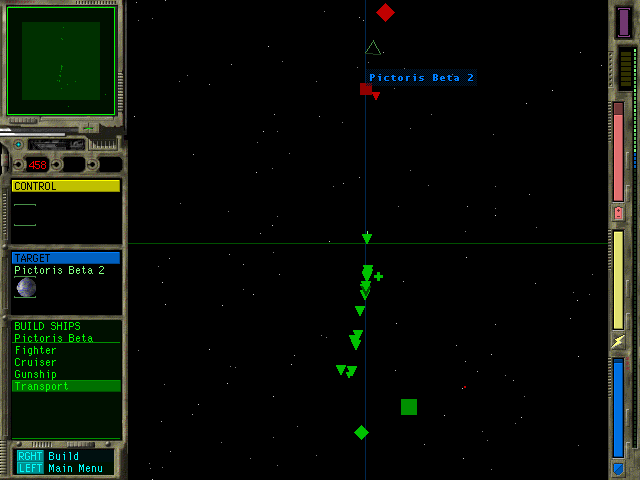 Pictoris Beta 2
458
CONTROL
TARGET
Pictoris Beta 2
BUILD SHIPS
Pictoris Beta
Fighter
Cruiser
Gunship
Transport
RGHT Build
LEFT Main Menu